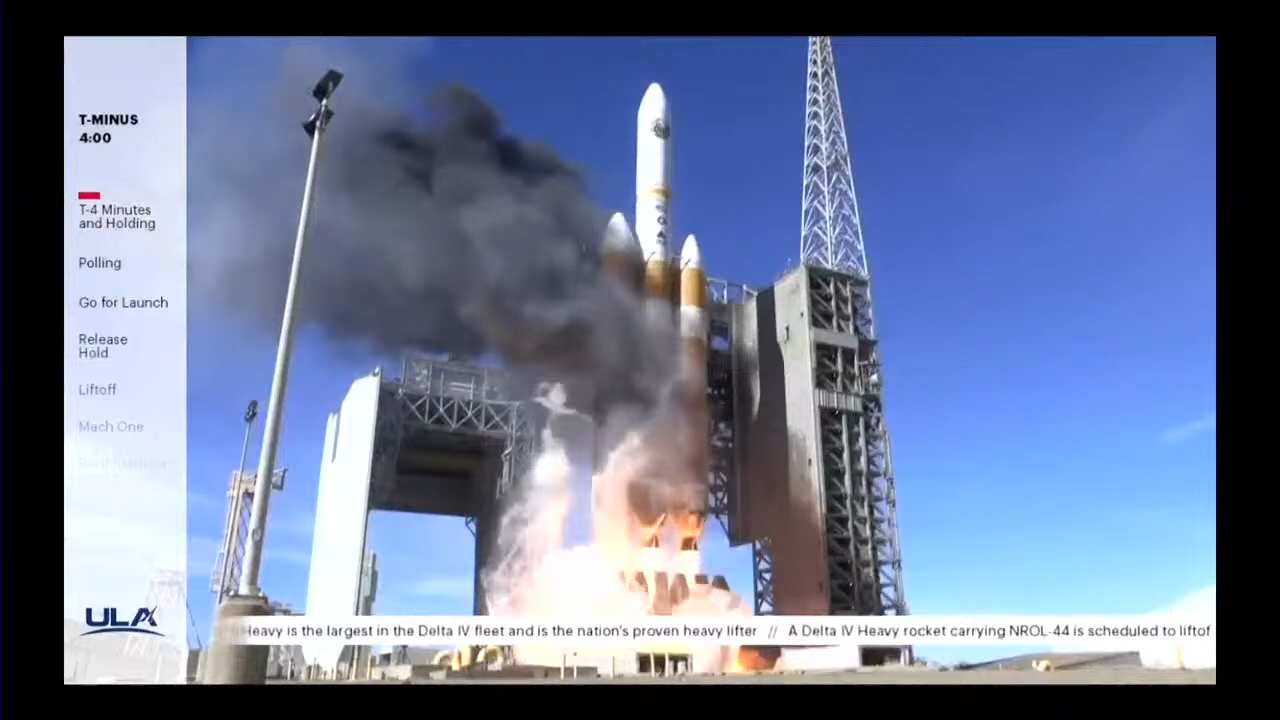 T-MINUS
4:00
T-4 Minutes
and Holding
Polling
Go for Launch
Release
Hold
Liftoff
Mach One
ULA
Heavy is the largest in the Delta IV fleet and is the nation's proven heavy lifter // A Delta IV Heavy rocket carrying NROL-44 is scheduled to liftof